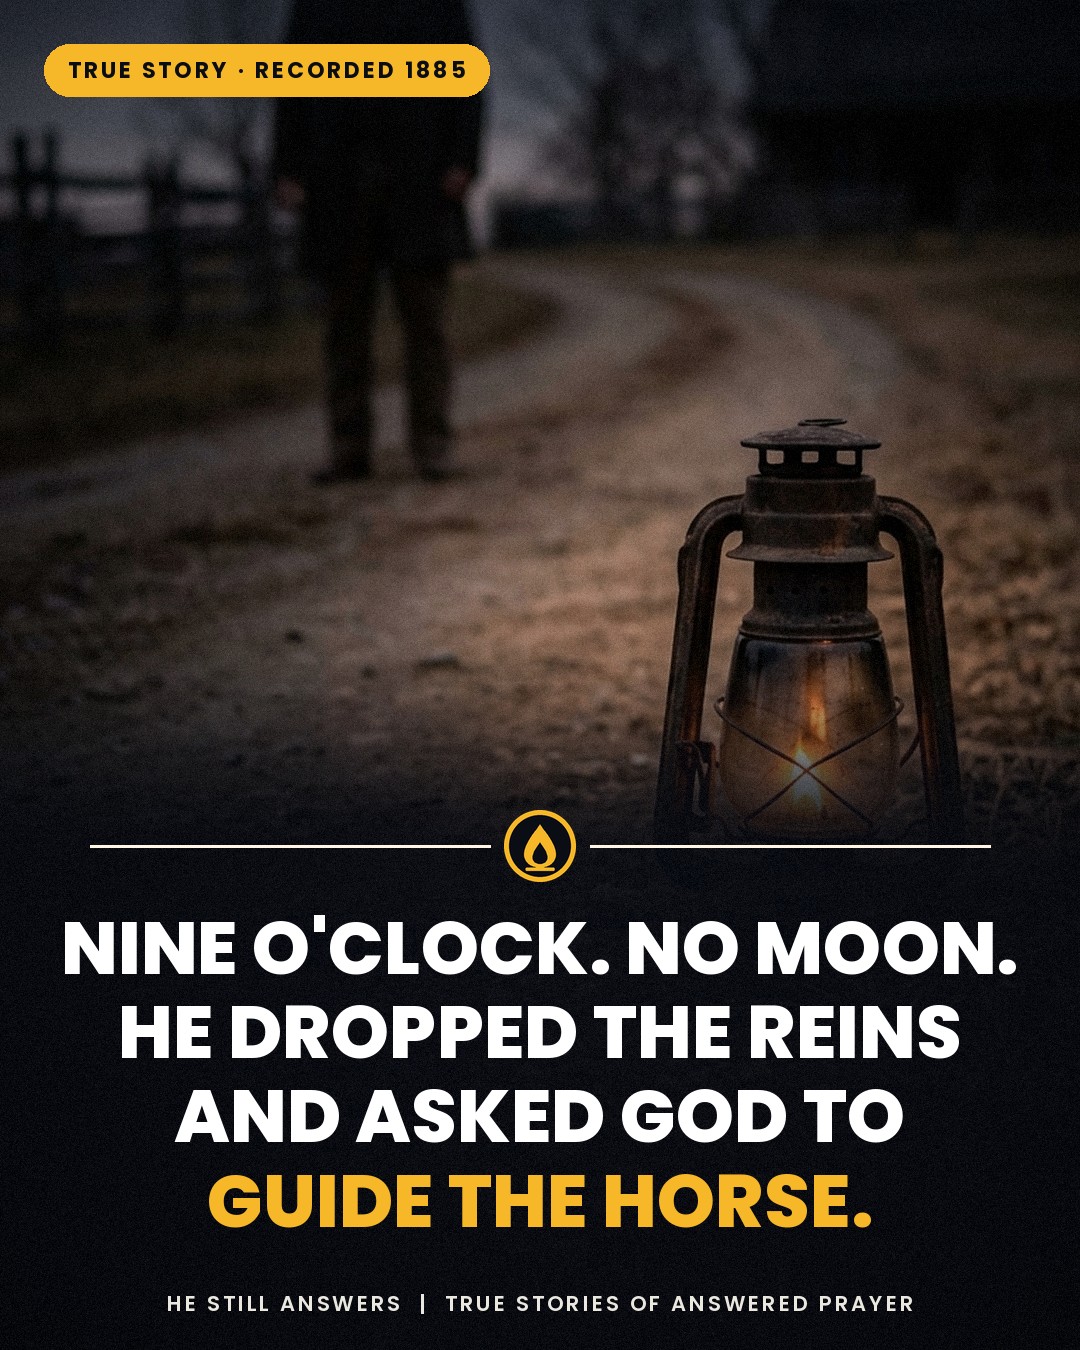 TRUE STORY · RECORDED 1885
NINE O'CLOCK. NO MOON.
HE DROPPED THE REINS
AND ASKED GOD TO
GUIDE THE HORSE.
HE STILL ANSWERS | TRUE STORIES OF ANSWERED PRAYER